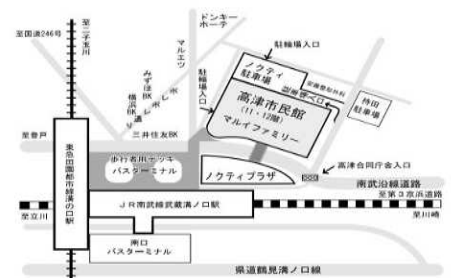 至二子玉川
至国道246号
ドンキー
ホーテ
マルエツ
みずほBK
横浜BK
ポレポレ通り
三井住友BK
駐輪場入口
駐輪場入口
ノクティ
駐車場
高津市民館
(11・12階)
マルイファミリー
持田
駐車場
至登戸
歩行者用デッキ
バスターミナル
ノクティプラザ
高津合同庁舎入口
南武沿線道路
至第3京浜道路
東急田園都市線溝の口駅
至立川
JR南武線武蔵溝ノ口駅
至川崎
南口
バスターミナル
県道鶴見溝ノ口線